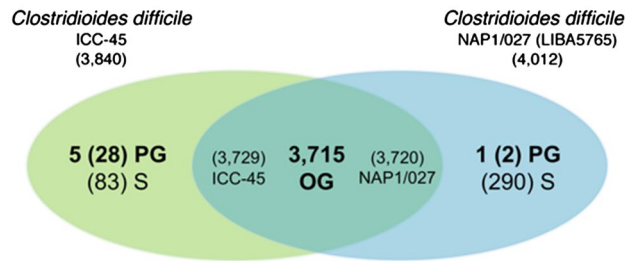 Clostridioides difficile
ICC-45
(3,840)
Clostridioides difficile
NAP1/027 (LIBA5765)
(4,012)
5 (28) PG
(83) S
(3,729)
ICC-45
3,715
OG
(3,720)
NAP1/027
1 (2) PG
(290) S